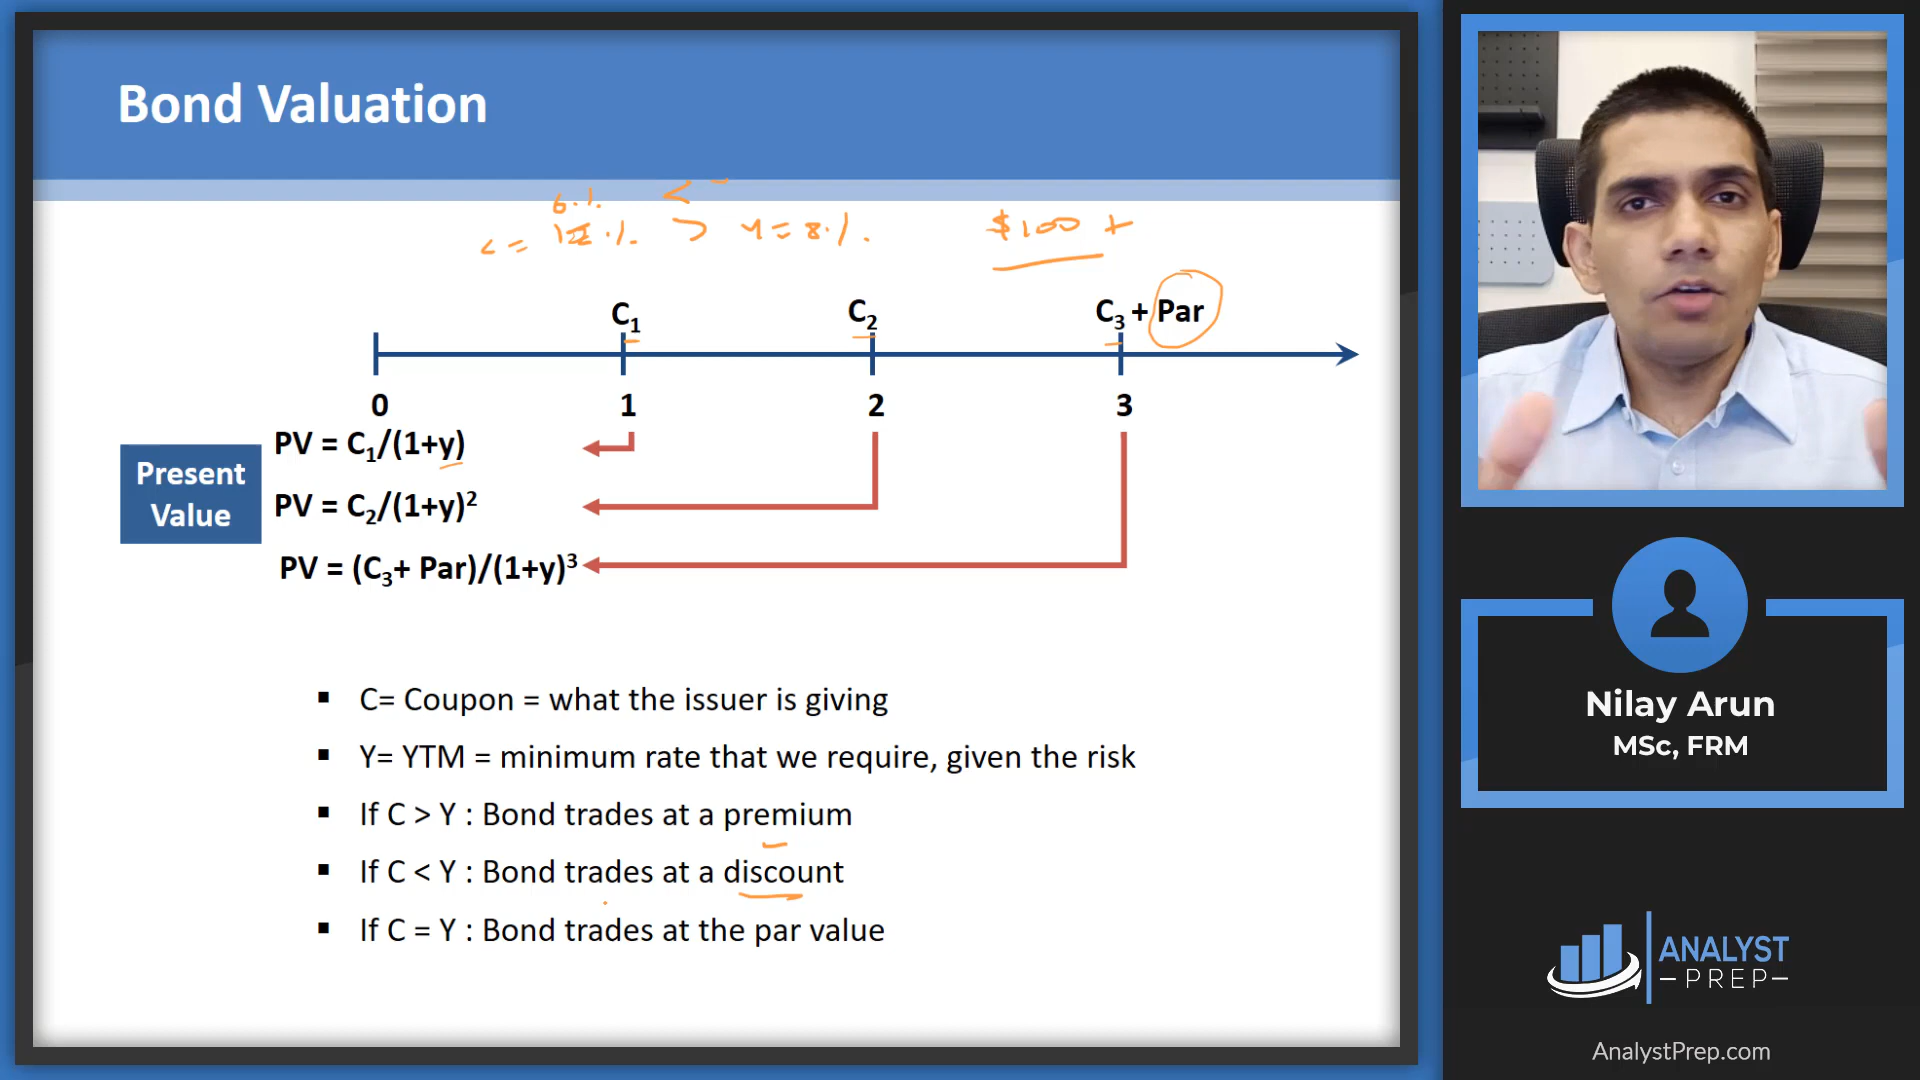 Bond Valuation
6%
c = % > y = 8%. $100 +
C₁ C₂ C₃ + Par
0 1 2 3
Present Value
PV = C₁/(1+y)
PV = C₂/(1+y)²
PV = (C₃+ Par)/(1+y)³
▪ C= Coupon = what the issuer is giving
▪ Y= YTM = minimum rate that we require, given the risk
▪ If C > Y : Bond trades at a premium
▪ If C < Y : Bond trades at a discount
▪ If C = Y : Bond trades at the par value
Nilay Arun
MSc, FRM
ANALYST
PREP
AnalystPrep.com